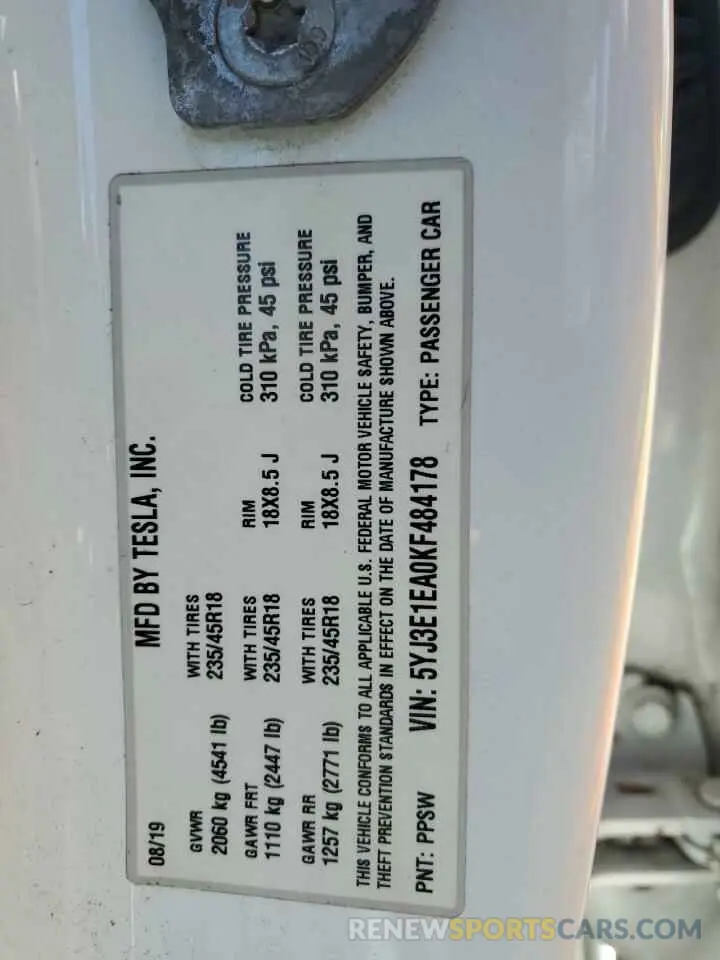 MFD BY TESLA, INC.
08/19
GVWR WITH TIRES
2060 kg (4541 lb) 235/45R18
GAWR FRT WITH TIRES RIM COLD TIRE PRESSURE
1110 kg (2447 lb) 235/45R18 18X8.5 J 310 kPa, 45 psi
GAWR RR WITH TIRES RIM COLD TIRE PRESSURE
1257 kg (2771 lb) 235/45R18 18X8.5 J 310 kPa, 45 psi
THIS VEHICLE CONFORMS TO ALL APPLICABLE U.S. FEDERAL MOTOR VEHICLE SAFETY, BUMPER, AND
THEFT PREVENTION STANDARDS IN EFFECT ON THE DATE OF MANUFACTURE SHOWN ABOVE.
PNT: PPSW VIN: 5YJ3E1EA0KF484178 TYPE: PASSENGER CAR
RENEWSPORTSCARS.COM